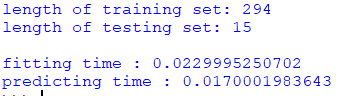 length of training set: 294
length of testing set: 15
fitting time : 0.0229995250702
predicting time : 0.0170001983643